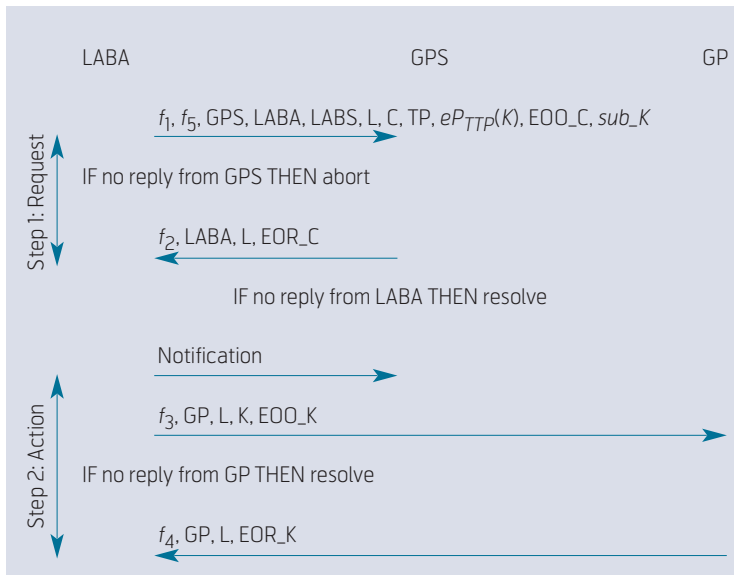 LABA GPS GP
f1, f5, GPS, LABA, LABS, L, C, TP, ePTTP(K), EOO_C, sub_K
Step 1: Request
IF no reply from GPS THEN abort
f2, LABA, L, EOR_C
IF no reply from LABA THEN resolve
Notification
Step 2: Action
f3, GP, L, K, EOO_K
IF no reply from GP THEN resolve
f4, GP, L, EOR_K